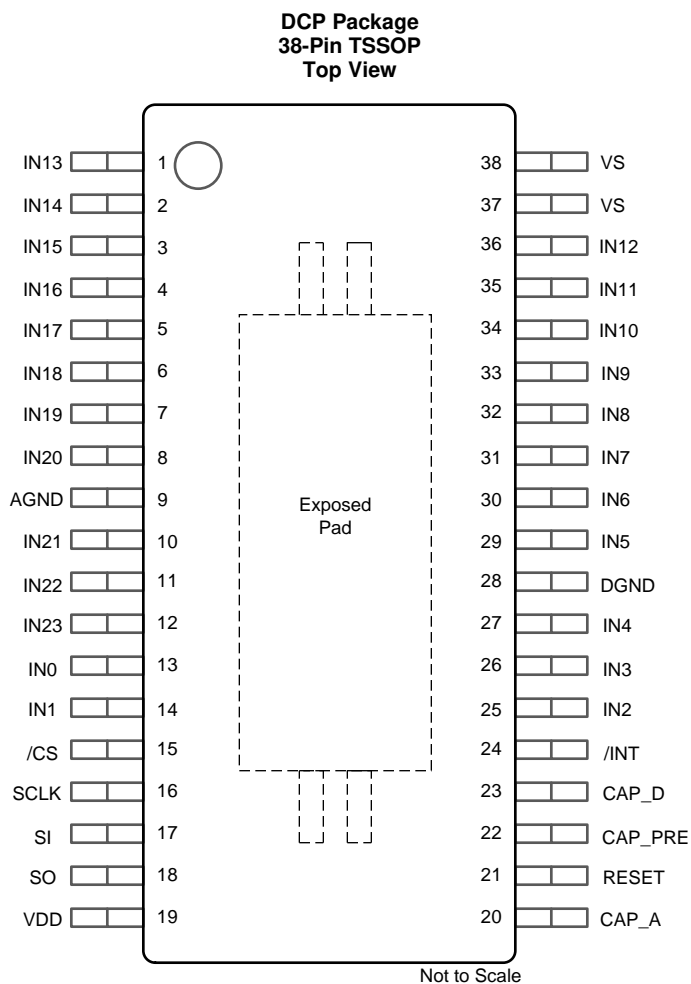 DCP Package
38-Pin TSSOP
Top View
IN13 1 38 VS
IN14 2 37 VS
IN15 3 36 IN12
IN16 4 35 IN11
IN17 5 34 IN10
IN18 6 33 IN9
IN19 7 32 IN8
IN20 8 31 IN7
AGND 9 30 IN6
Exposed
Pad
IN21 10 29 IN5
IN22 11 28 DGND
IN23 12 27 IN4
IN0 13 26 IN3
IN1 14 25 IN2
/CS 15 24 /INT
SCLK 16 23 CAP_D
SI 17 22 CAP_PRE
SO 18 21 RESET
VDD 19 20 CAP_A
Not to Scale